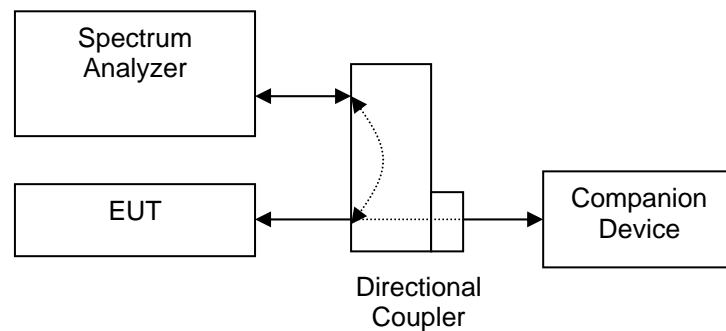 Spectrum
Analyzer
EUT
Companion
Device
Directional
Coupler